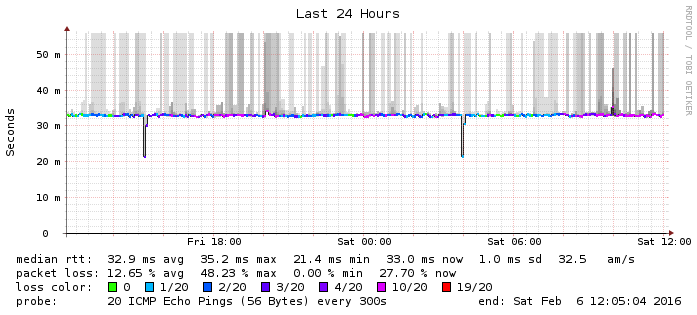 Last 24 Hours
RRDTOOL / TOBI OETIKER
Seconds
50 m
40 m
30 m
20 m
10 m
0
Fri 18:00 Sat 00:00 Sat 06:00 Sat 12:00
median rtt: 32.9 ms avg 35.2 ms max 21.4 ms min 33.0 ms now 1.0 ms sd 32.5 am/s
packet loss: 12.65 % avg 48.23 % max 0.00 % min 27.70 % now
loss color: 0 1/20 2/20 3/20 4/20 10/20 19/20
probe: 20 ICMP Echo Pings (56 Bytes) every 300s end: Sat Feb 6 12:05:04 2016